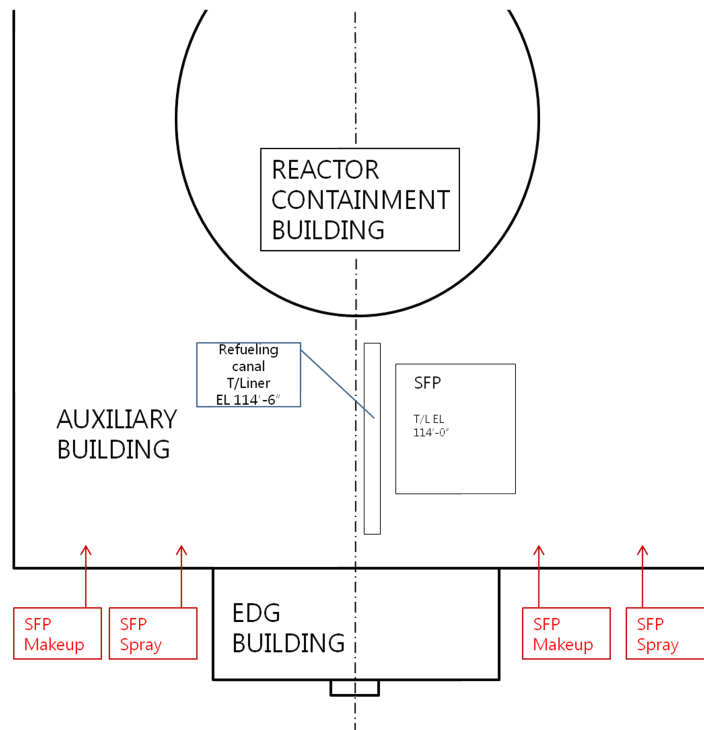 REACTOR
CONTAINMENT
BUILDING
Refueling
canal
T/Liner
EL 114'-6"
SFP
T/L EL
114'-0"
AUXILIARY
BUILDING
SFP
Makeup
SFP
Spray
EDG
BUILDING
SFP
Makeup
SFP
Spray